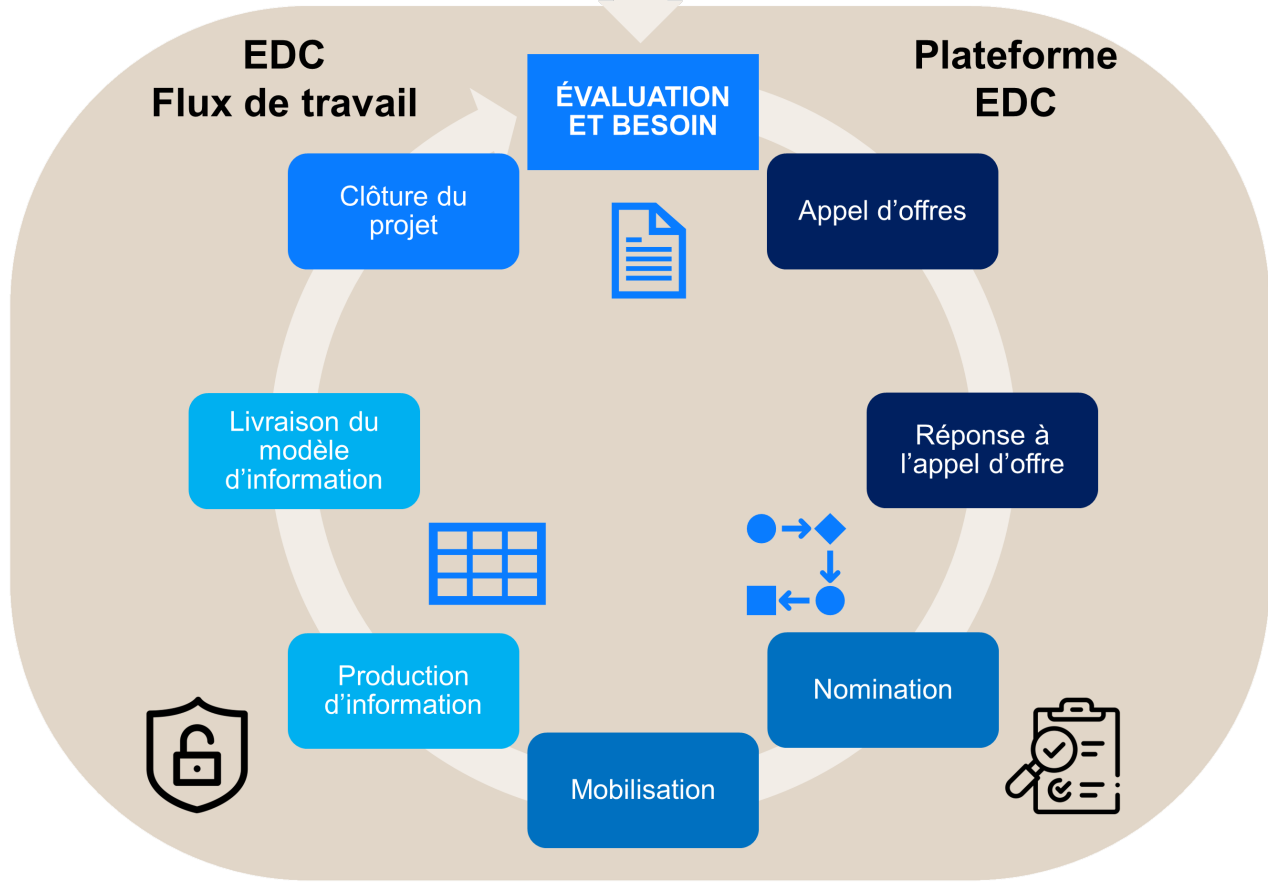 EDC
Flux de travail
Plateforme
EDC
ÉVALUATION
ET BESOIN
Appel d’offres
Réponse à
l’appel d’offre
Nomination
Mobilisation
Production
d’information
Livraison du
modèle
d’information
Clôture du
projet